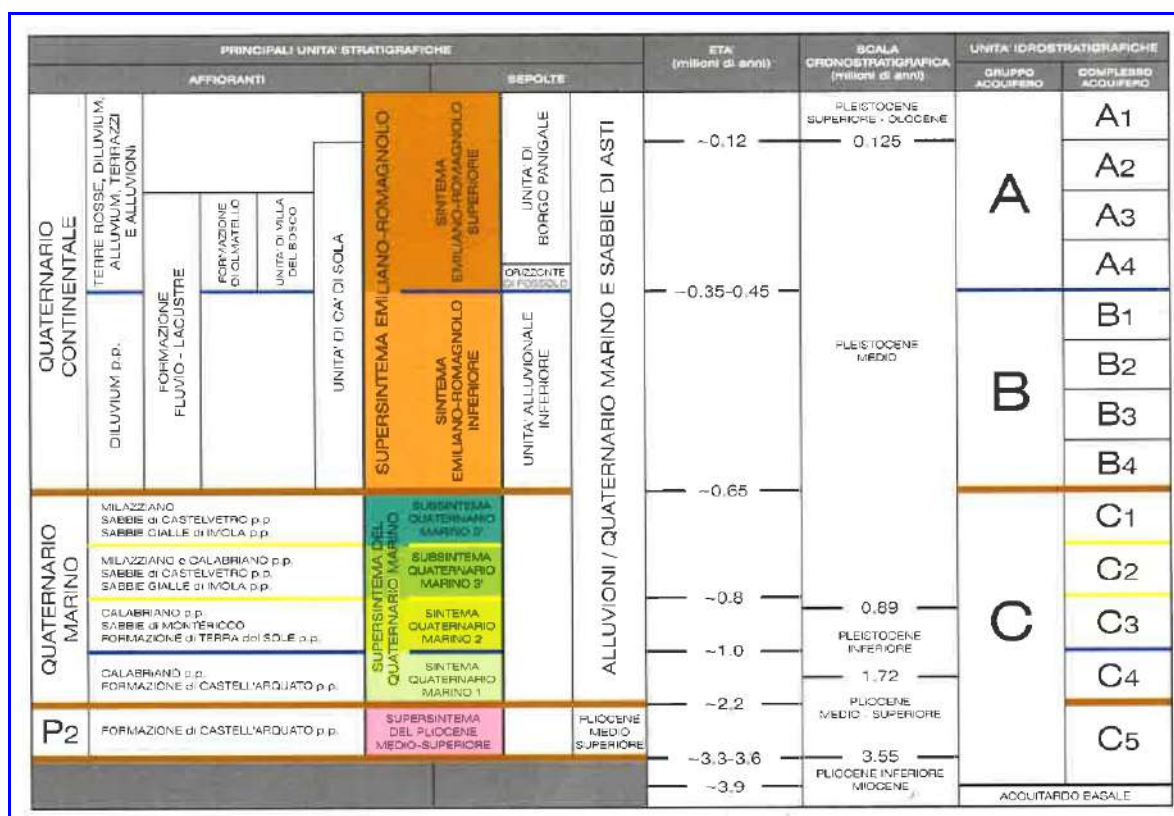 PRINCIPALI UNITA' STRATIGRAFICHE
ETA'
(milioni di anni)
SCALA
CRONOSTRATIGRAFICA
(milioni di anni)
UNITA' IDROSTRATIGRAFICHE
AFFIORANTI
SEPOLTE
GRUPPO
ACQUIFERO
COMPLESSO
ACQUIFERO
QUATERNARIO
CONTINENTALE
TERRE ROSSE, DILUVIUM,
ALLUVIUM, TERRAZZI
E ALLUVIONI
DILUVIUM p.p.
FORMAZIONE
FLUVIO - LACUSTRE
FORMAZIONE
DI OLMATELLO
UNITA' DI VILLA
DEL BOSCO
UNITA' DI CA' DI SOLA
SUPERSINTEMA EMILIANO-ROMAGNOLO
SINTEMA
EMILIANO-ROMAGNOLO
SUPERIORE
SINTEMA
EMILIANO-ROMAGNOLO
INFERIORE
UNITA' DI
BORGO PANIGALE
ORIZZONTE
DI FOSSOLO
UNITA' ALLUVIONALE
INFERIORE
ALLUVIONI / QUATERNARIO MARINO E SABBIE DI ASTI
QUATERNARIO
MARINO
MILAZZIANO
SABBIE di CASTELVETRO p.p
SABBIE GIALLE di IMOLA p.p.
MILAZZIANO e CALABRIANO p.p.
SABBIE di CASTELVETRO p.p.
SABBIE GIALLE di IMOLA p.p.
CALABRIANO p.p.
SABBIE di MONTERICCO
FORMAZIONE di TERRA del SOLE p.p.
CALABRIANO p.p.
FORMAZIONE di CASTELL'ARQUATO p.p.
SUPERSINTEMA DEL
QUATERNARIO MARINO
SUBSINTEMA
QUATERNARIO
MARINO
SUBSINTEMA
QUATERNARIO
MARINO 3'
SINTEMA
QUATERNARIO
MARINO 2
SINTEMA
QUATERNARIO
MARINO 1
P2
FORMAZIONE di CASTELL'ARQUATO p.p.
SUPERSINTEMA
DEL PLIOCENE
MEDIO-SUPERIORE
PLIOCENE
MEDIO
SUPERIORE
~0.12
~0.35-0.45
~0.65
~0.8
~1.0
~2.2
~3.3-3.6
~3.9
PLEISTOCENE
SUPERIORE - OLOCENE
0.125
PLEISTOCENE
MEDIO
0.89
PLEISTOCENE
INFERIORE
1.72
PLIOCENE
MEDIO - SUPERIORE
3.55
PLIOCENE INFERIORE
MIOCENE
A
B
C
A1
A2
A3
A4
B1
B2
B3
B4
C1
C2
C3
C4
C5
ACQUITARDO BASALE